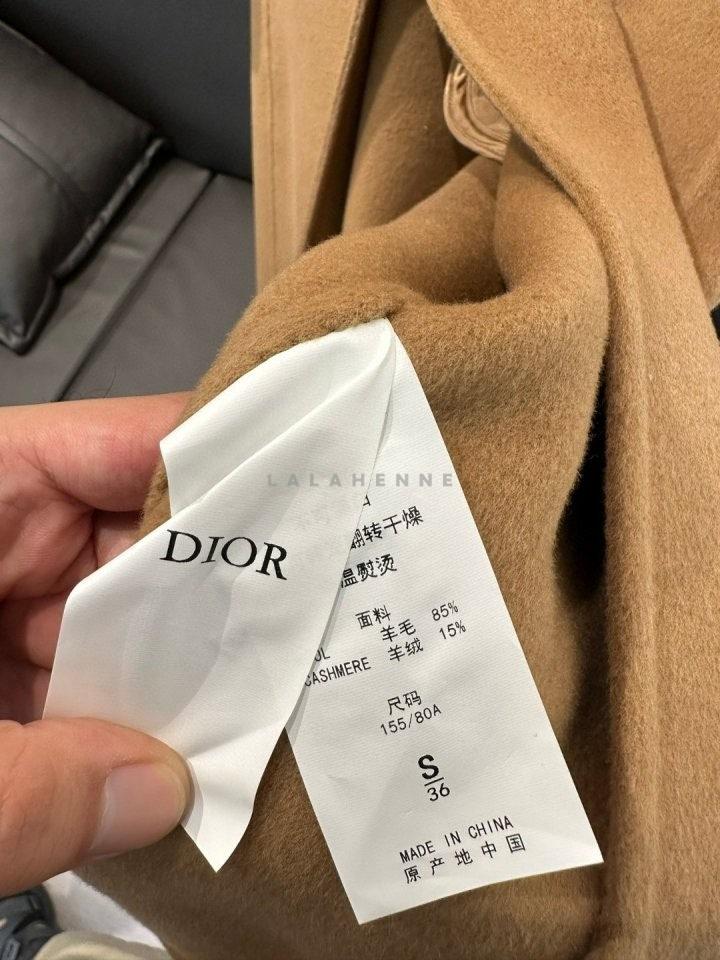 LALAHENNE
DIOR
翻转干燥
温熨烫
面料
羊毛 85%
CASHMERE 羊绒 15%
尺码
155/80A
S
36
MADE IN CHINA
原产地中国